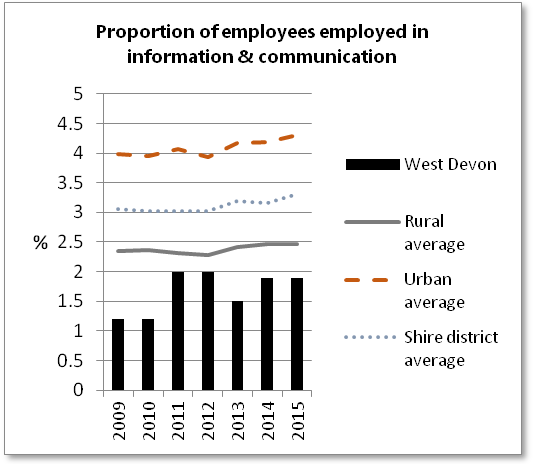 Proportion of employees employed in
information & communication
5
4.5
4
3.5
3
2.5
2
1.5
1
0.5
0
%
2009
2010
2011
2012
2013
2014
2015
West Devon
Rural
average
Urban
average
Shire district
average